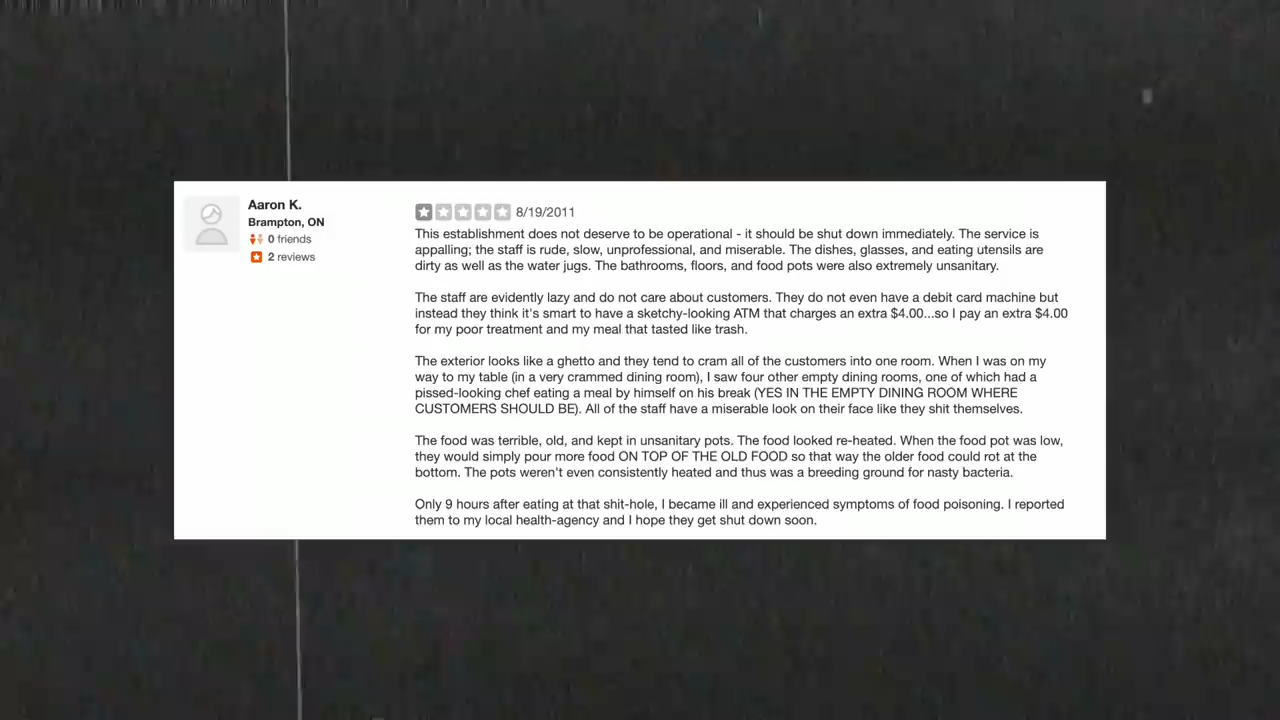 Aaron K.
Brampton, ON
0 friends
2 reviews
8/19/2011
This establishment does not deserve to be operational - it should be shut down immediately. The service is
appalling; the staff is rude, slow, unprofessional, and miserable. The dishes, glasses, and eating utensils are
dirty as well as the water jugs. The bathrooms, floors, and food pots were also extremely unsanitary.
The staff are evidently lazy and do not care about customers. They do not even have a debit card machine but
instead they think it's smart to have a sketchy-looking ATM that charges an extra $4.00...so I pay an extra $4.00
for my poor treatment and my meal that tasted like trash.
The exterior looks like a ghetto and they tend to cram all of the customers into one room. When I was on my
way to my table (in a very crammed dining room), I saw four other empty dining rooms, one of which had a
pissed-looking chef eating a meal by himself on his break (YES IN THE EMPTY DINING ROOM WHERE
CUSTOMERS SHOULD BE). All of the staff have a miserable look on their face like they shit themselves.
The food was terrible, old, and kept in unsanitary pots. The food looked re-heated. When the food pot was low,
they would simply pour more food ON TOP OF THE OLD FOOD so that way the older food could rot at the
bottom. The pots weren't even consistently heated and thus was a breeding ground for nasty bacteria.
Only 9 hours after eating at that shit-hole, I became ill and experienced symptoms of food poisoning. I reported
them to my local health-agency and I hope they get shut down soon.